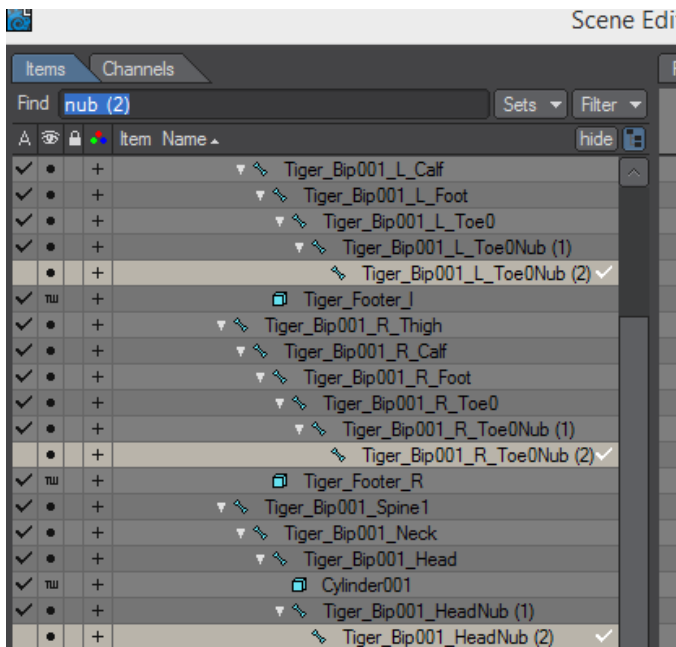 Scene Edi
Items Channels
Find nub (2) Sets Filter
A Item Name hide
Tiger_Bip001_L_Calf
Tiger_Bip001_L_Foot
Tiger_Bip001_L_Toe0
Tiger_Bip001_L_Toe0Nub (1)
Tiger_Bip001_L_Toe0Nub (2)
Tiger_Footer_l
Tiger_Bip001_R_Thigh
Tiger_Bip001_R_Calf
Tiger_Bip001_R_Foot
Tiger_Bip001_R_Toe0
Tiger_Bip001_R_Toe0Nub (1)
Tiger_Bip001_R_Toe0Nub (2)
Tiger_Footer_R
Tiger_Bip001_Spine1
Tiger_Bip001_Neck
Tiger_Bip001_Head
Cylinder001
Tiger_Bip001_HeadNub (1)
Tiger_Bip001_HeadNub (2)